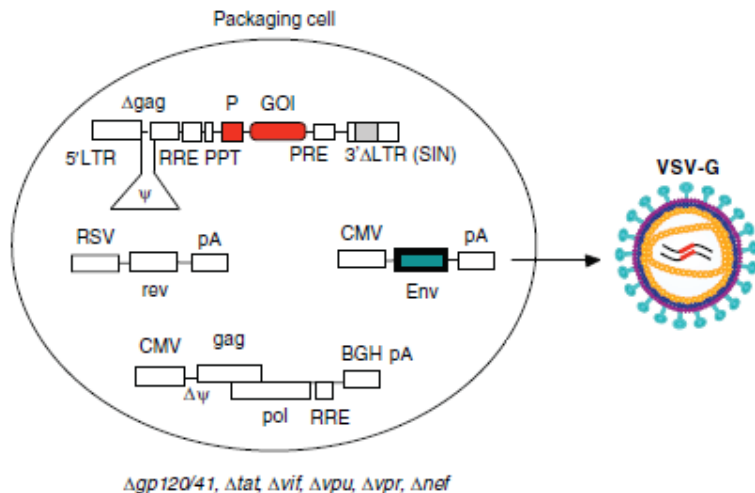 Packaging cell
Δgag P GOI
5'LTR RRE PPT PRE 3'ΔLTR (SIN)
ψ
VSV-G
RSV pA
rev
CMV pA
Env
CMV gag BGH pA
Δψ pol RRE
Δgp120/41, Δtat, Δvif, Δvpu, Δvpr, Δnef